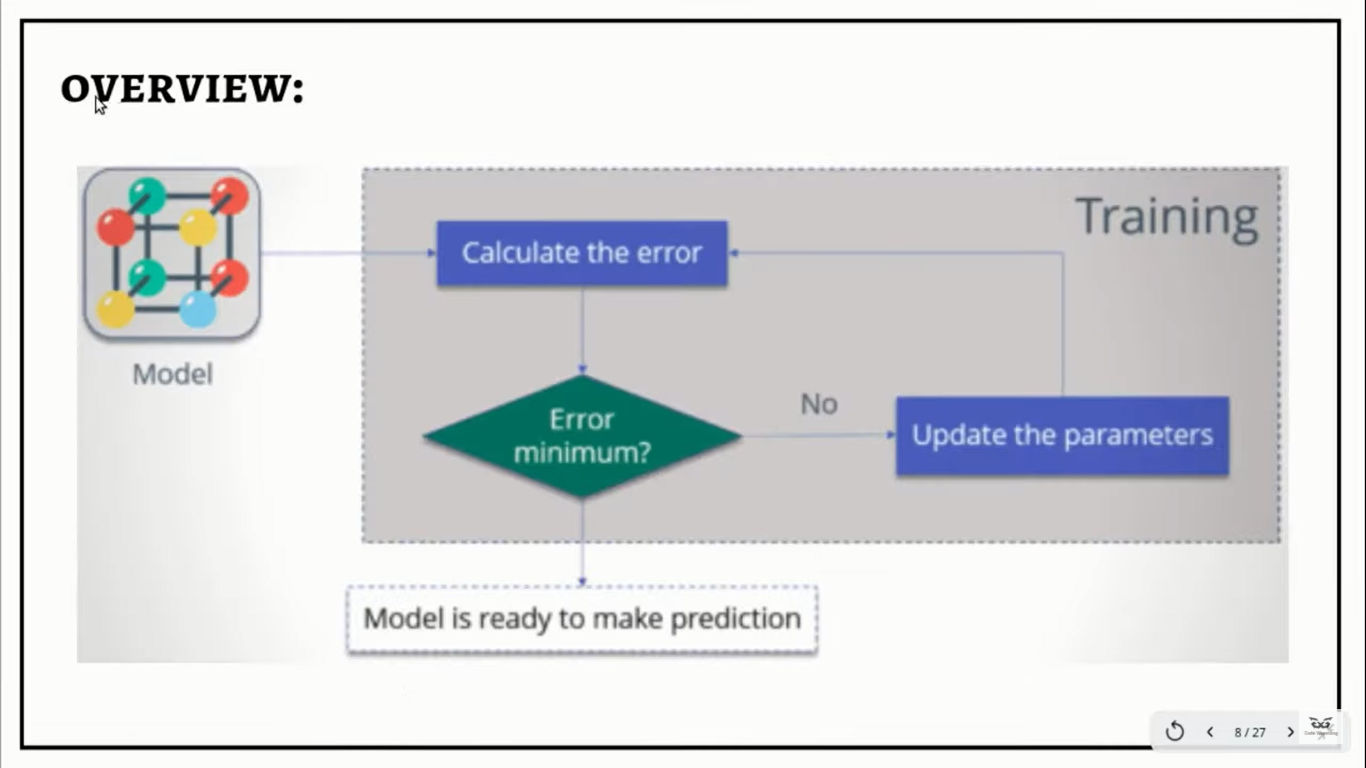 OVERVIEW:
Training
Calculate the error
Model
Error
minimum?
No
Update the parameters
Model is ready to make prediction
8 / 27